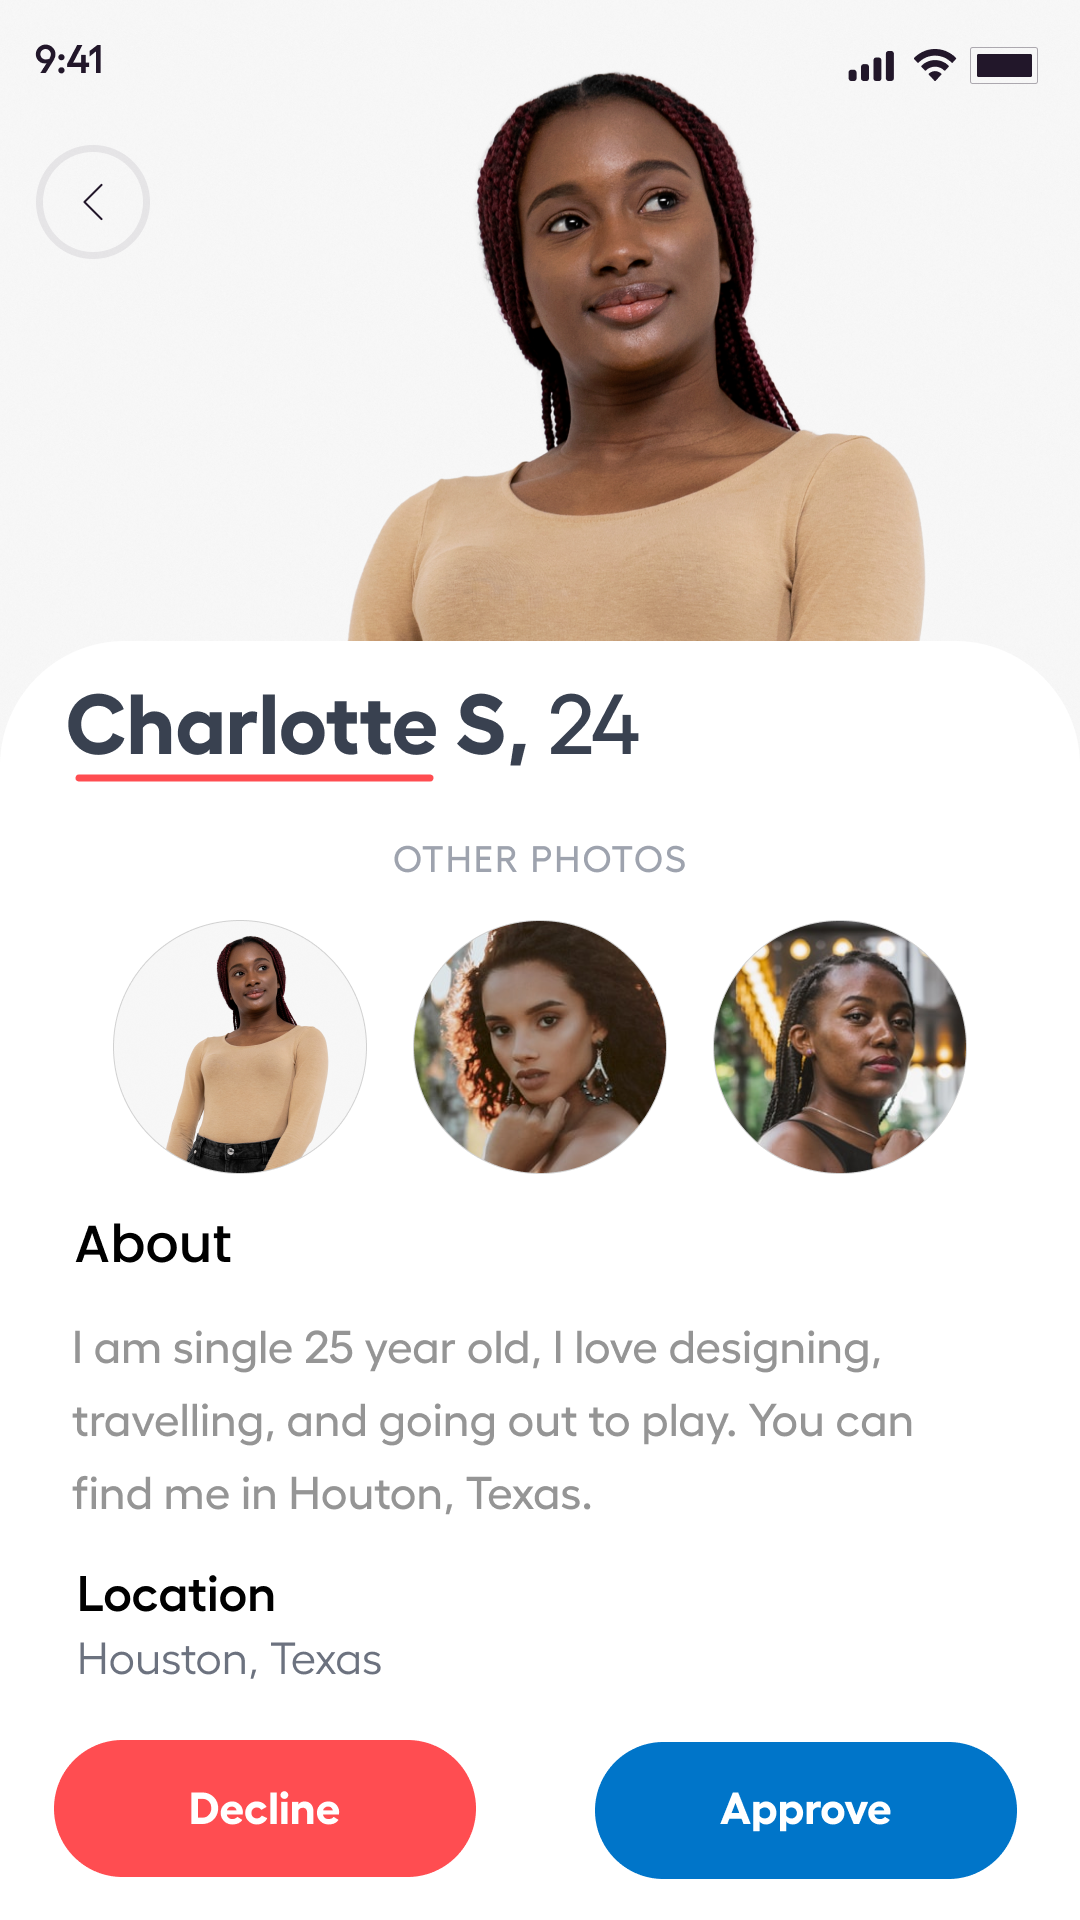 9:41
Charlotte S, 24
OTHER PHOTOS
About
I am single 25 year old, I love designing,
travelling, and going out to play. You can
find me in Houton, Texas.
Location
Houston, Texas
Decline
Approve